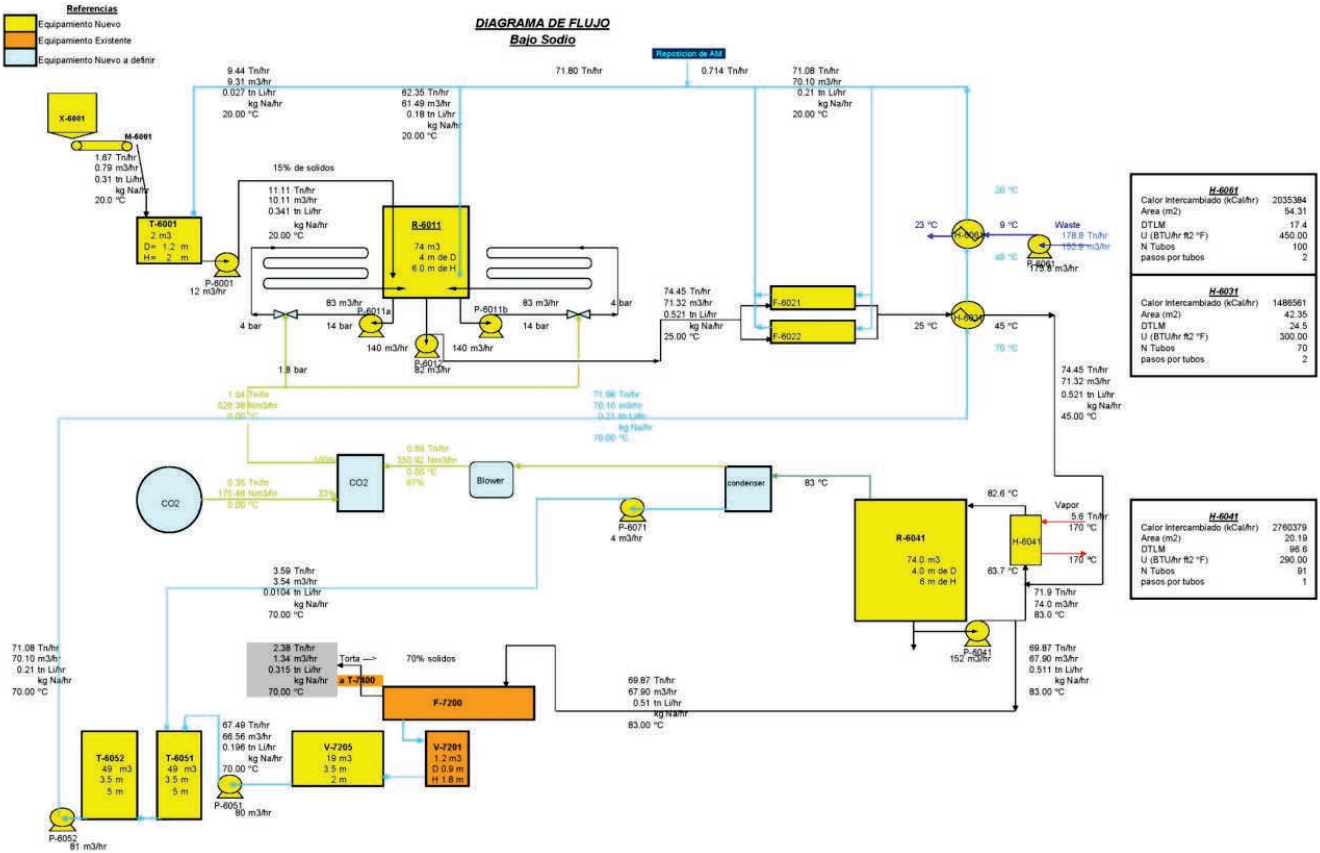 Referencias
Equipamiento Nuevo
Equipamiento Existente
Equipamiento Nuevo a definir
DIAGRAMA DE FLUJO
Bajo Sodio
Reposicion de AM
9.44 Tn/hr
9.31 m3/hr
0.027 tn Li/hr
kg Na/hr
20.00 °C
62.35 Tn/hr
61.49 m3/hr
0.18 tn Li/hr
kg Na/hr
20.00 °C
71.80 Tn/hr
0.714 Tn/hr
71.08 Tn/hr
70.10 m3/hr
0.21 tn Li/hr
kg Na/hr
20.00 °C
X-6001
M-6001
1.67 Tn/hr
0.79 m3/hr
0.31 tn Li/hr
kg Na/hr
20.0 °C
15% de solidos
11.11 Tn/hr
10.11 m3/hr
0.341 tn Li/hr
kg Na/hr
20.00 °C
T-6001
2 m3
D= 1.2 m
H= 2 m
P-6001
12 m3/hr
R-6011
74 m3
4 m de D
6.0 m de H
83 m3/hr
P-6011a
4 bar
14 bar
140 m3/hr
P-6012
82 m3/hr
P-6011b
83 m3/hr
4 bar
14 bar
140 m3/hr
1.8 bar
74.45 Tn/hr
71.32 m3/hr
0.521 tn Li/hr
kg Na/hr
25.00 °C
F-6021
F-6022
25 °C
23 °C
9 °C
Waste
178.8 Tn/hr
152.9 m3/hr
H-6061
P-6061
179.8 m3/hr
H-6031
45 °C
70 °C
74.45 Tn/hr
71.32 m3/hr
0.521 tn Li/hr
kg Na/hr
45.00 °C
H-6061
Calor Intercambiado (kCal/hr) 2035384
Area (m2) 54.31
DTLM 17.4
U (BTU/hr ft2 °F) 450.00
N Tubos 100
pasos por tubos 2
H-6031
Calor Intercambiado (kCal/hr) 1486561
Area (m2) 42.35
DTLM 24.5
U (BTU/hr ft2 °F) 300.00
N Tubos 70
pasos por tubos 2
H-6041
Calor Intercambiado (kCal/hr) 2760379
Area (m2) 20.19
DTLM 96.6
U (BTU/hr ft2 °F) 290.00
N Tubos 91
pasos por tubos 1
1.04 Tn/hr
0.00 °C
70.10 m3/hr
0.21 tn Li/hr
kg Na/hr
70.00 °C
100%
CO2
0.35 Tn/hr
0.00 °C
33%
CO2
350.92 Nm3/hr
0.00 °C
67%
Blower
condenser
83 °C
P-6071
4 m3/hr
R-6041
74.0 m3
4.0 m de D
6 m de H
82.6 °C
Vapor
5.6 Tn/hr
170 °C
H-6041
170 °C
63.7 °C
71.9 Tn/hr
74.0 m3/hr
83.0 °C
P-6041
152 m3/hr
69.87 Tn/hr
67.90 m3/hr
0.511 tn Li/hr
kg Na/hr
83.00 °C
3.59 Tn/hr
3.54 m3/hr
0.0104 tn Li/hr
kg Na/hr
70.00 °C
71.08 Tn/hr
70.10 m3/hr
0.21 tn Li/hr
kg Na/hr
70.00 °C
2.38 Tn/hr
1.34 m3/hr
0.315 tn Li/hr
kg Na/hr
70.00 °C
Torta --->
70% solidos
a T-7400
F-7200
69.87 Tn/hr
67.90 m3/hr
0.51 tn Li/hr
kg Na/hr
83.00 °C
67.49 Tn/hr
66.56 m3/hr
0.196 tn Li/hr
kg Na/hr
70.00 °C
T-6052
49 m3
3.5 m
5 m
T-6051
49 m3
3.5 m
5 m
V-7205
19 m3
3.5 m
2 m
V-7201
1.2 m3
D 0.9 m
H 1.8 m
P-6051
80 m3/hr
P-6052
81 m3/hr